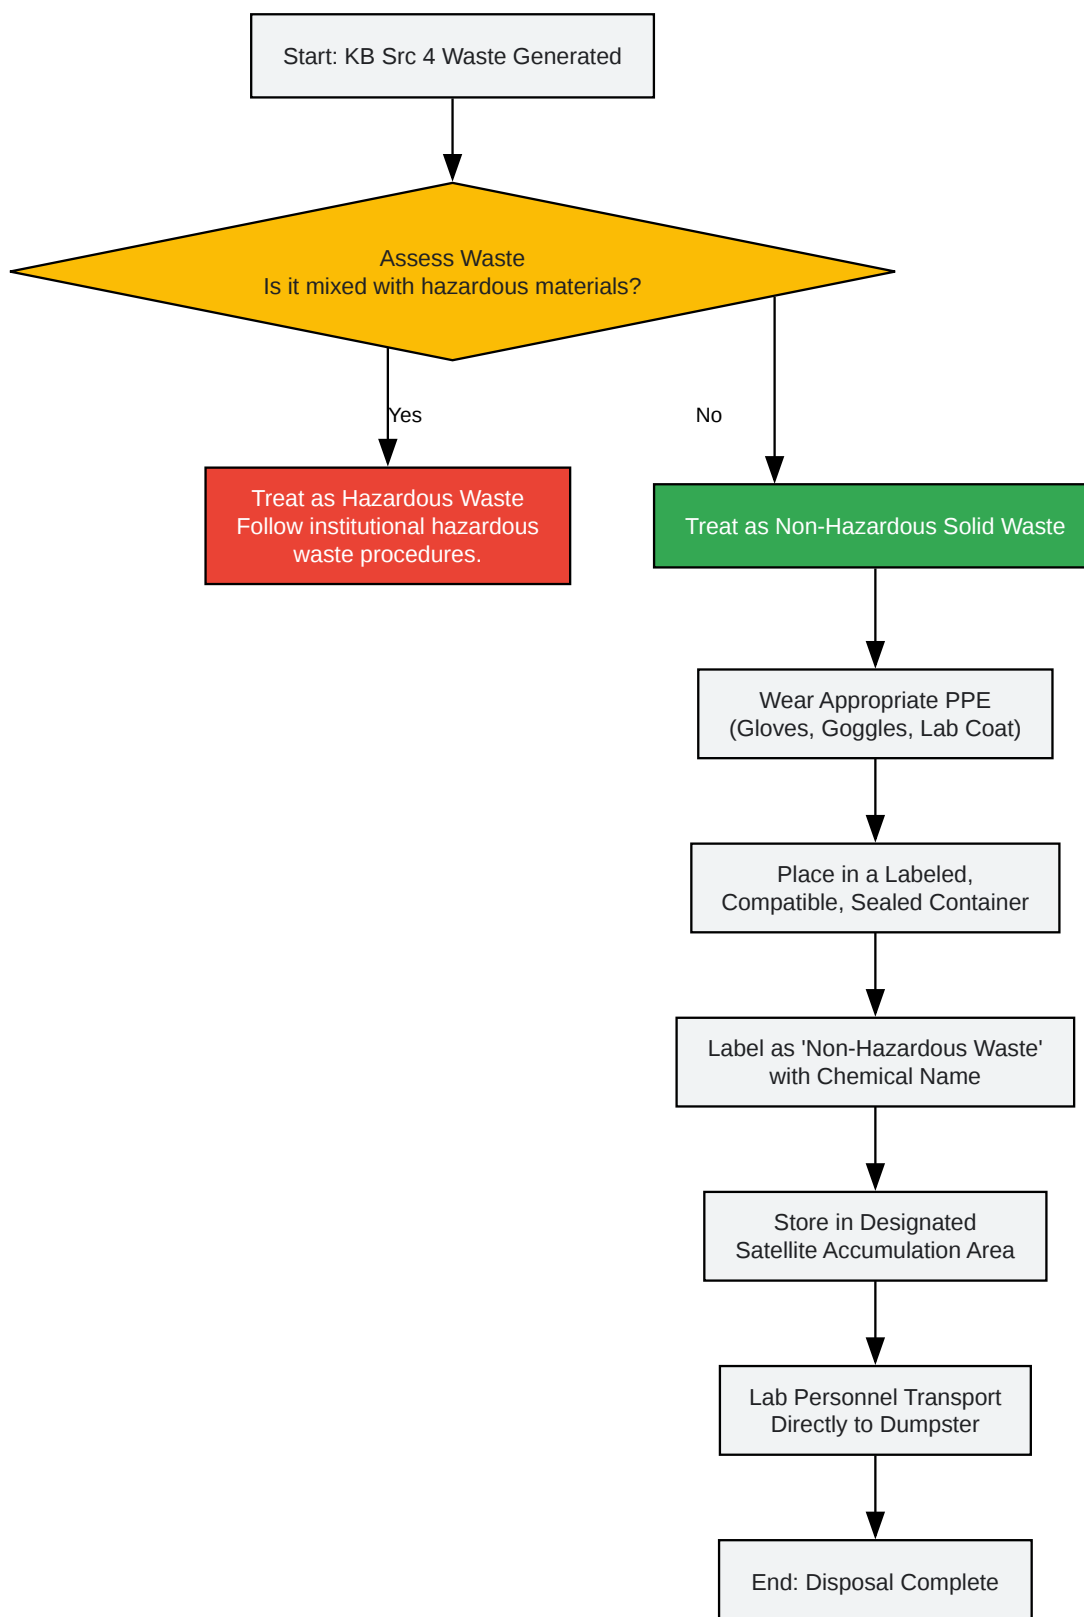 Start: KB Src 4 Waste Generated
Assess Waste
Is it mixed with hazardous materials?
Yes
No
Treat as Hazardous Waste
Follow institutional hazardous
waste procedures.
Treat as Non-Hazardous Solid Waste
Wear Appropriate PPE
(Gloves, Goggles, Lab Coat)
Place in a Labeled,
Compatible, Sealed Container
Label as 'Non-Hazardous Waste'
with Chemical Name
Store in Designated
Satellite Accumulation Area
Lab Personnel Transport
Directly to Dumpster
End: Disposal Complete